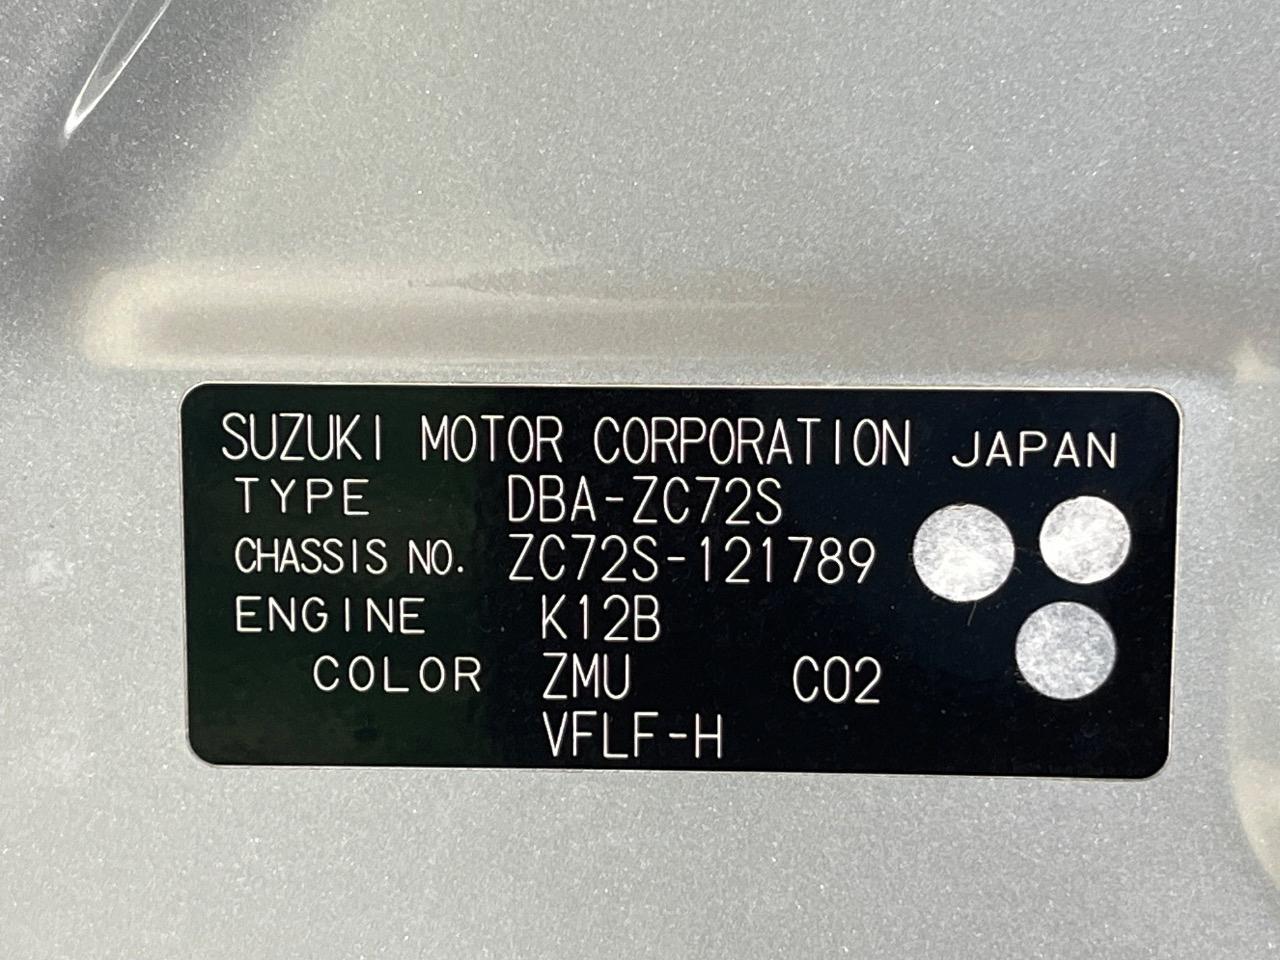 SUZUKI MOTOR CORPORATION JAPAN
TYPE DBA-ZC72S
CHASSIS NO. ZC72S-121789
ENGINE K12B
COLOR ZMU C02
VFLF-H